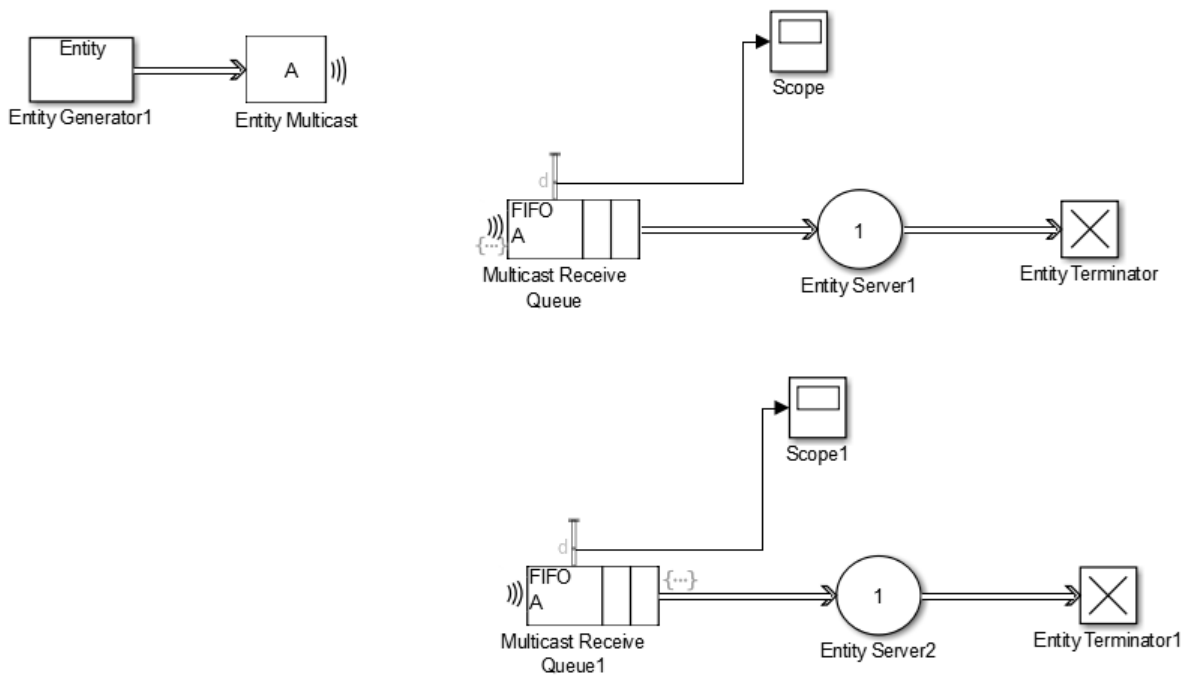 Entity
A
Entity Generator1
Entity Multicast
Scope
d
FIFO
A
{...}
1
Multicast Receive
Queue
Entity Server1
Entity Terminator
Scope1
d
FIFO
A
{...}
1
Multicast Receive
Queue1
Entity Server2
Entity Terminator1